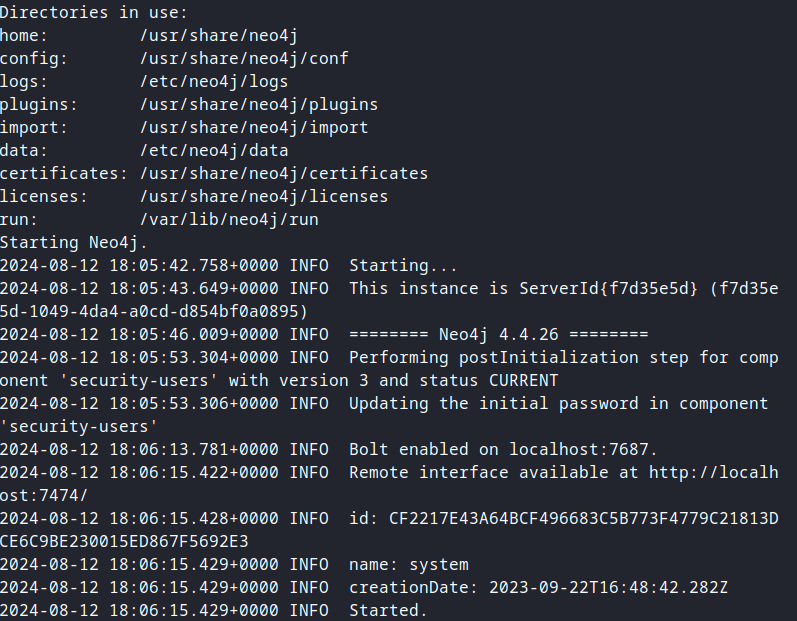 Directories in use:
home:         /usr/share/neo4j
config:       /usr/share/neo4j/conf
logs:         /etc/neo4j/logs
plugins:      /usr/share/neo4j/plugins
import:       /usr/share/neo4j/import
data:         /etc/neo4j/data
certificates: /usr/share/neo4j/certificates
licenses:     /usr/share/neo4j/licenses
run:          /var/lib/neo4j/run
Starting Neo4j.
2024-08-12 18:05:42.758+0000 INFO  Starting...
2024-08-12 18:05:43.649+0000 INFO  This instance is ServerId{f7d35e5d} (f7d35e
5d-1049-4da4-a0cd-d854bf0a0895)
2024-08-12 18:05:46.009+0000 INFO  ======== Neo4j 4.4.26 ========
2024-08-12 18:05:53.304+0000 INFO  Performing postInitialization step for comp
onent 'security-users' with version 3 and status CURRENT
2024-08-12 18:05:53.306+0000 INFO  Updating the initial password in component
'security-users'
2024-08-12 18:06:13.781+0000 INFO  Bolt enabled on localhost:7687.
2024-08-12 18:06:15.422+0000 INFO  Remote interface available at http://localh
ost:7474/
2024-08-12 18:06:15.428+0000 INFO  id: CF2217E43A64BCF496683C5B773F4779C21813D
CE6C9BE230015ED867F5692E3
2024-08-12 18:06:15.429+0000 INFO  name: system
2024-08-12 18:06:15.429+0000 INFO  creationDate: 2023-09-22T16:48:42.282Z
2024-08-12 18:06:15.429+0000 INFO  Started.